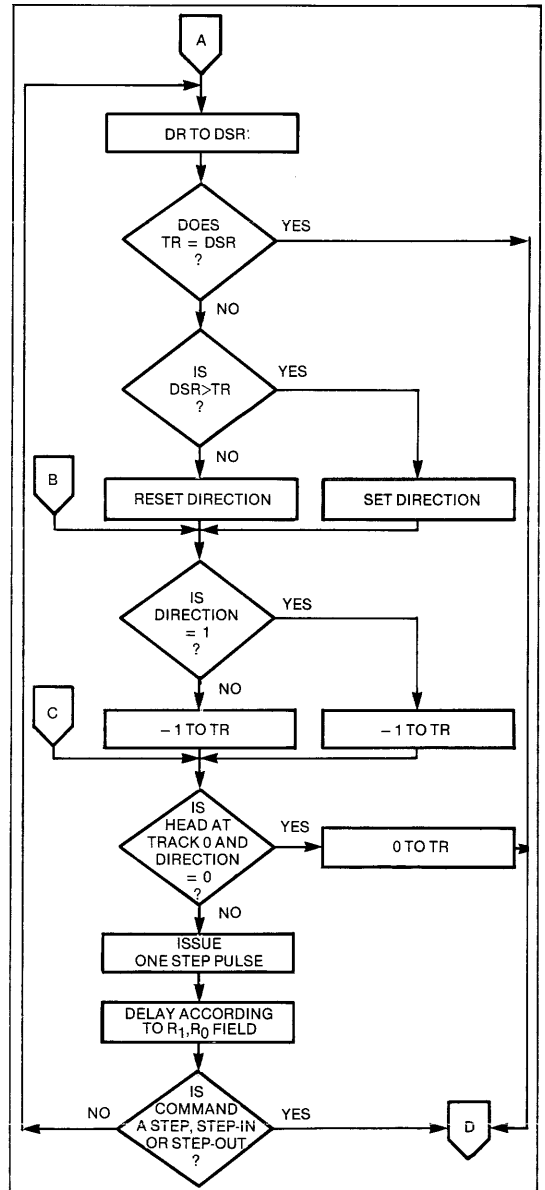 A
DR TO DSR:
DOES
TR = DSR
?
YES
NO
IS
DSR>TR
?
YES
NO
B
RESET DIRECTION
SET DIRECTION
IS
DIRECTION
= 1
?
YES
NO
C
– 1 TO TR
– 1 TO TR
IS
HEAD AT
TRACK 0 AND
DIRECTION
= 0
?
YES
0 TO TR
NO
ISSUE
ONE STEP PULSE
DELAY ACCORDING
TO R1,R0 FIELD
IS
COMMAND
A STEP, STEP-IN
OR STEP-OUT
?
NO
YES
D